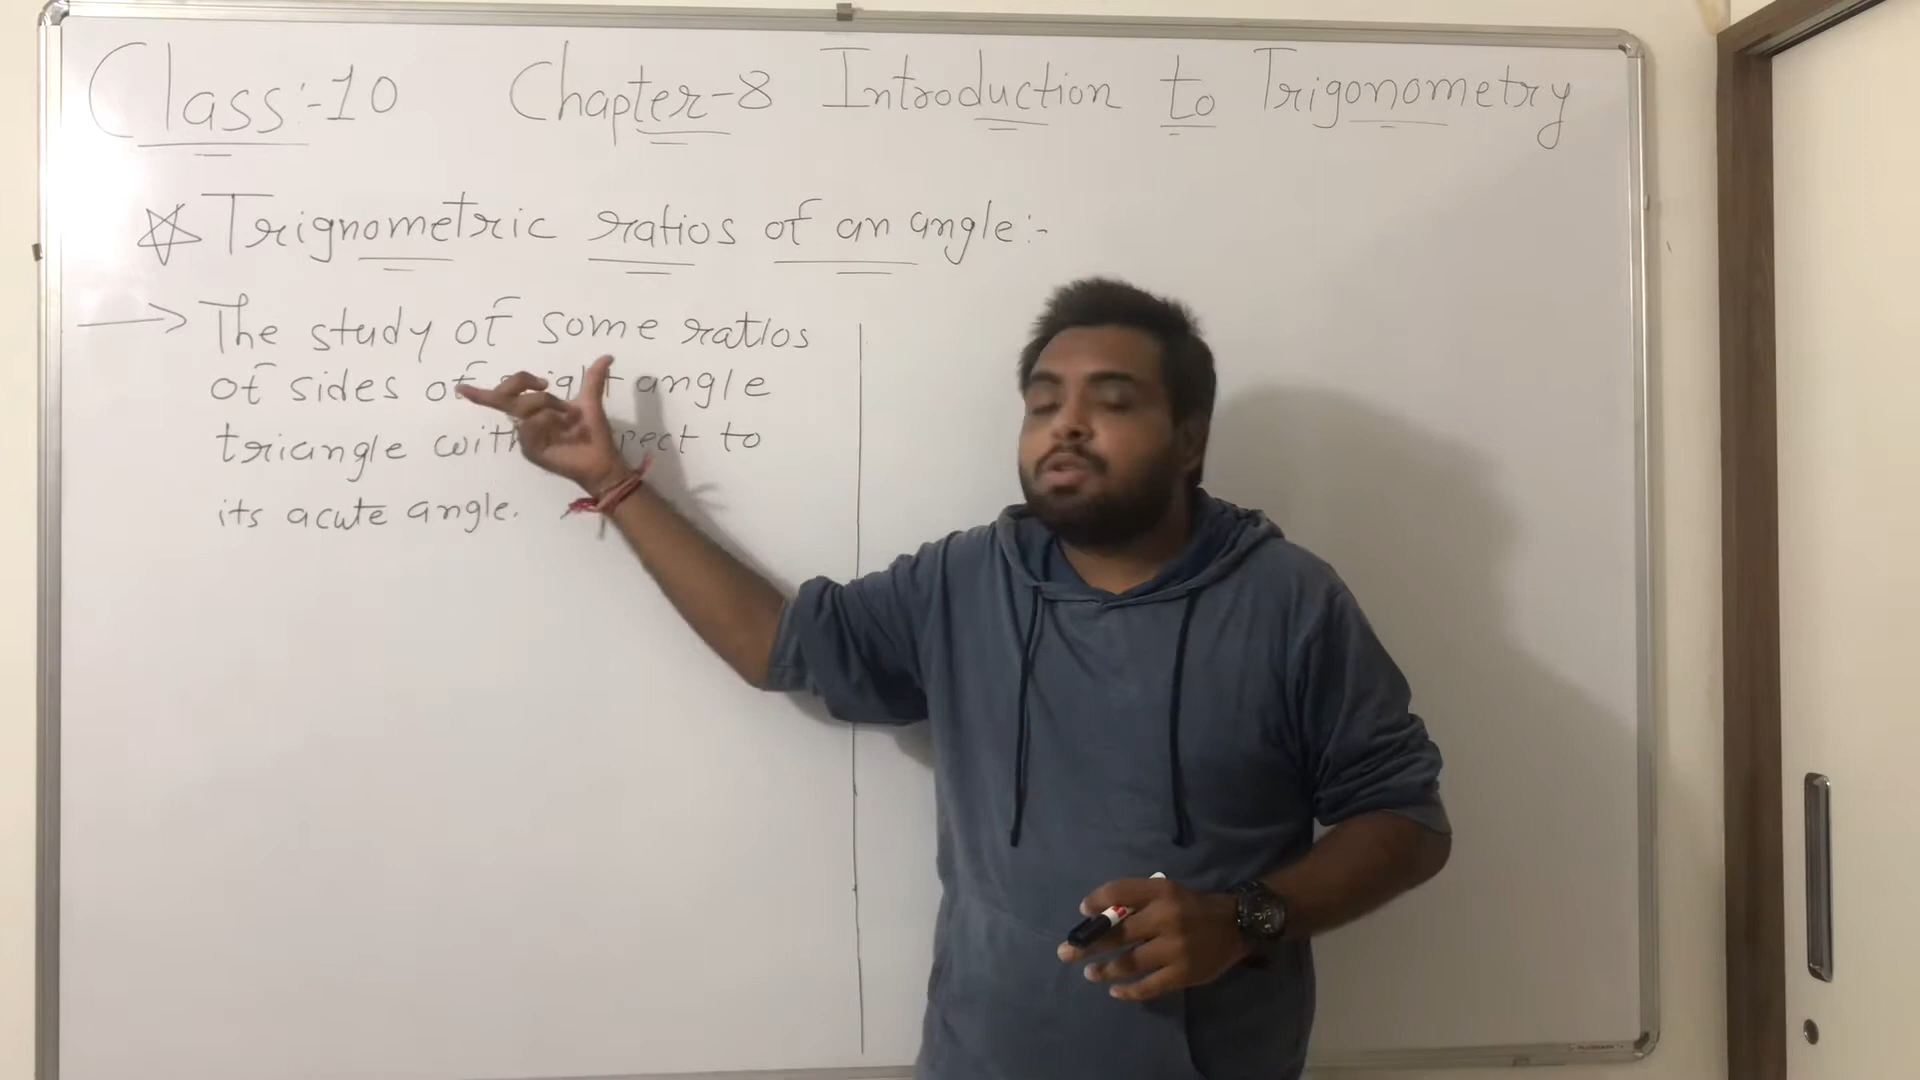 Class:-10 Chapter-8 Introduction to Trigonometry
Trignometric ratios of an angle:-
The study of some ratios
of sides of right angle
triangle with respect to
its acute angle.